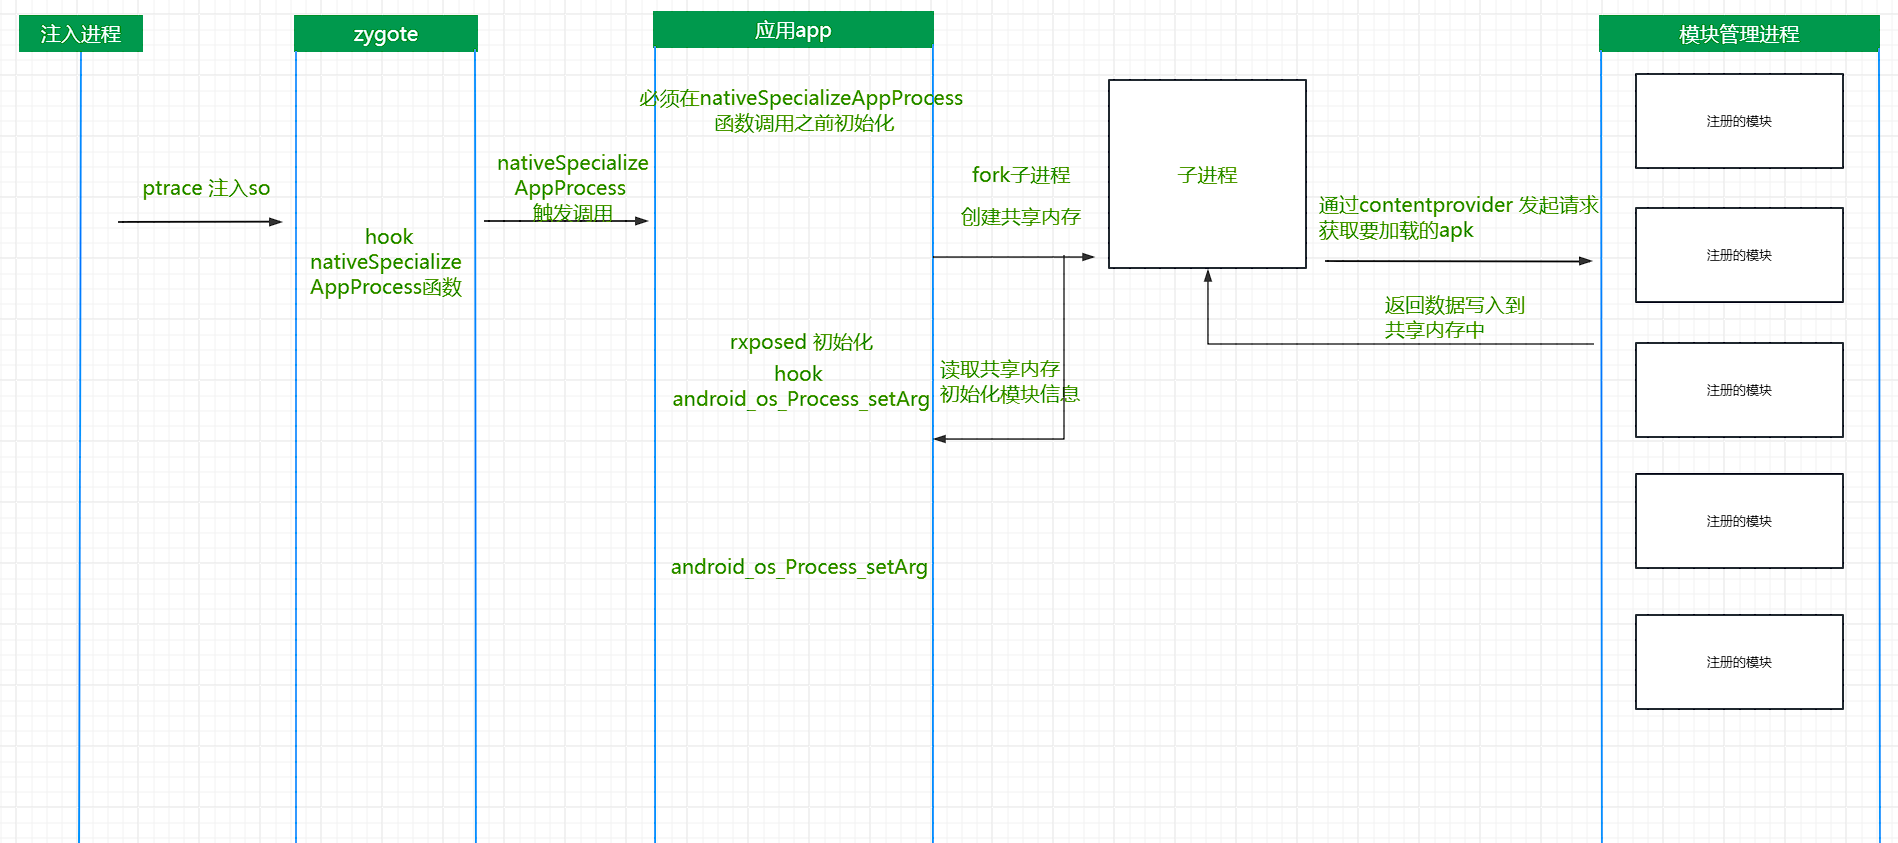 注入进程
zygote
应用app
模块管理进程
ptrace 注入so
hook
nativeSpecialize
AppProcess函数
nativeSpecialize
AppProcess
触发调用
必须在nativeSpecializeAppProcess
函数调用之前初始化
rxposed 初始化
hook
android_os_Process_setArg
android_os_Process_setArg
fork子进程
创建共享内存
读取共享内存
初始化模块信息
子进程
通过contentprovider 发起请求
获取要加载的apk
返回数据写入到
共享内存中
注册的模块
注册的模块
注册的模块
注册的模块
注册的模块